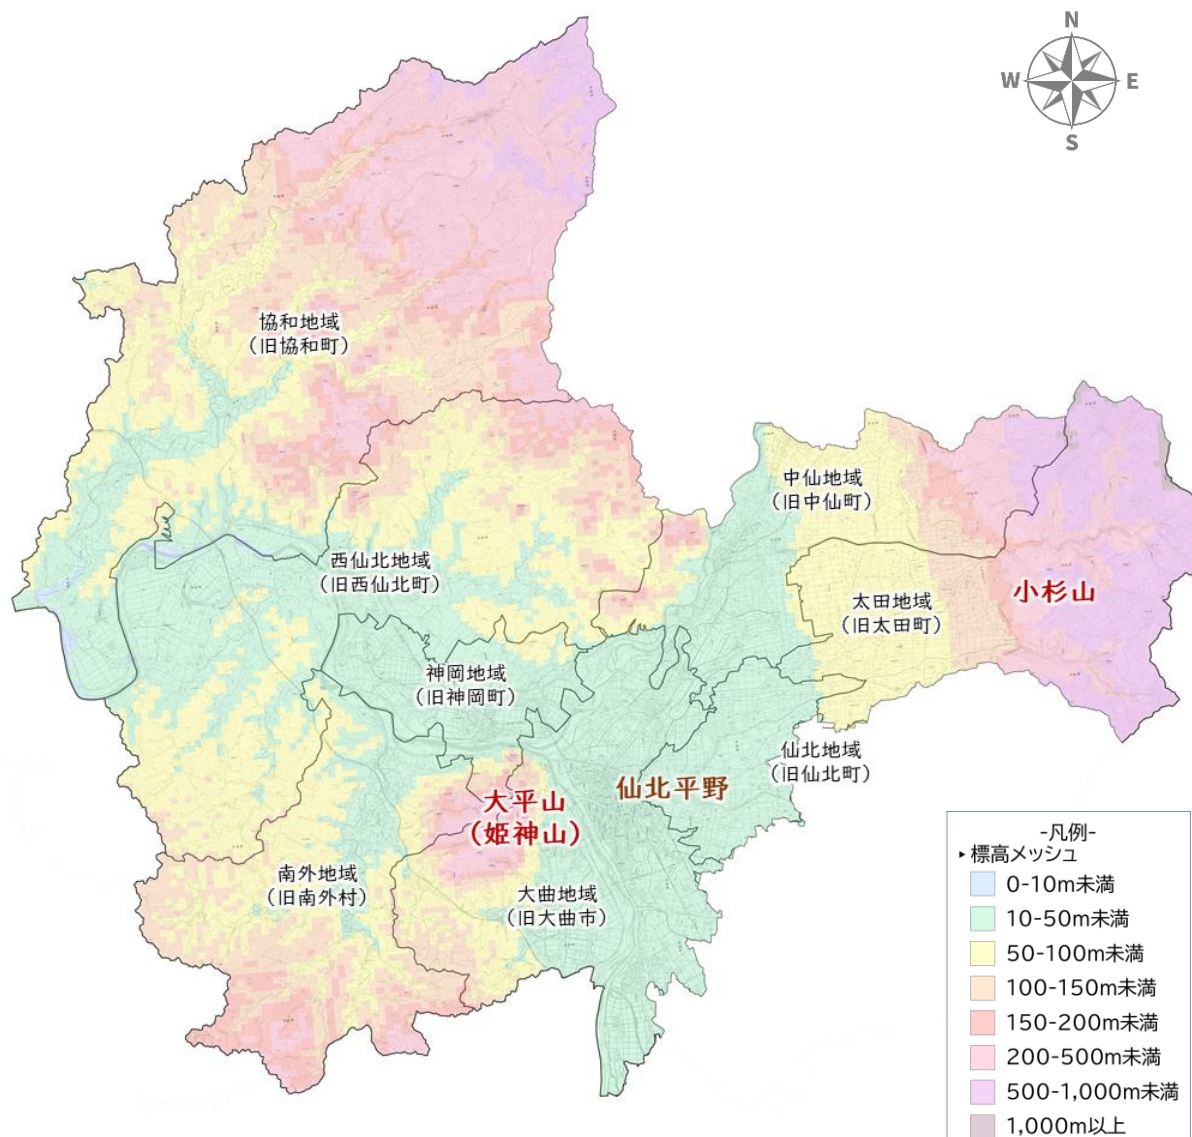 N
W
E
S
協和地域
(旧協和町)
中仙地域
(旧中仙町)
西仙北地域
(旧西仙北町)
小杉山
太田地域
(旧太田町)
神岡地域
(旧神岡町)
仙北地域
(旧仙北町)
仙北平野
大平山
(姫神山)
南外地域
(旧南外村)
大曲地域
(旧大曲市)
-凡例-
▸標高メッシュ
0-10m未満
10-50m未満
50-100m未満
100-150m未満
150-200m未満
200-500m未満
500-1,000m未満
1,000m以上